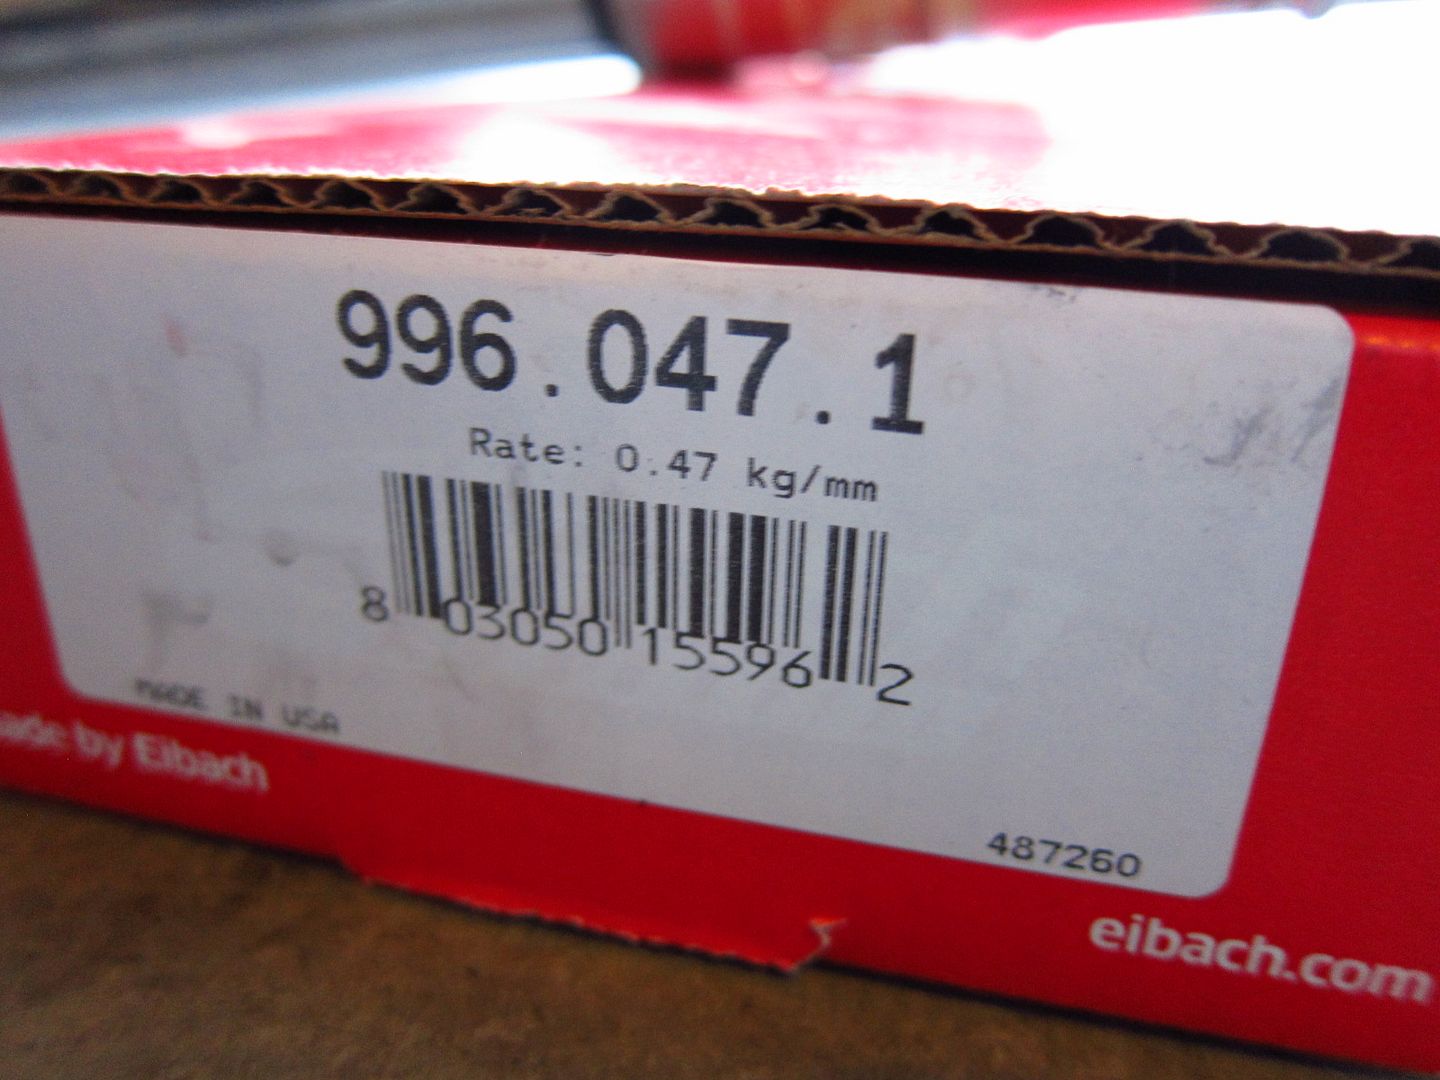 996.047.1
Rate: 0.47 kg/mm
8 03050 15596 2
MADE IN USA
made by Eibach
487260
eibach.com